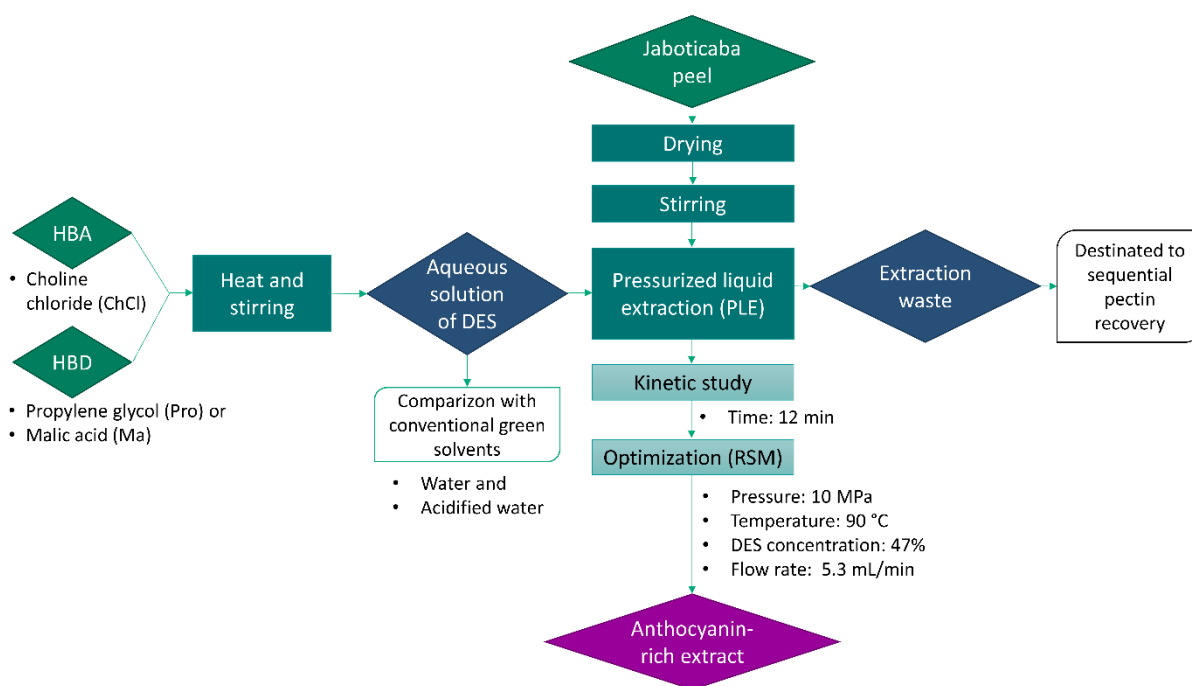 Jaboticaba
peel
Drying
Stirring
HBA
• Choline
chloride (ChCl)
HBD
• Propylene glycol (Pro) or
• Malic acid (Ma)
Heat and
stirring
Aqueous
solution
of DES
Comparizon with
conventional green
solvents
• Water and
• Acidified water
Pressurized liquid
extraction (PLE)
Extraction
waste
Destinated to
sequential
pectin
recovery
Kinetic study
• Time: 12 min
Optimization (RSM)
• Pressure: 10 MPa
• Temperature: 90 °C
• DES concentration: 47%
• Flow rate: 5.3 mL/min
Anthocyanin-
rich extract